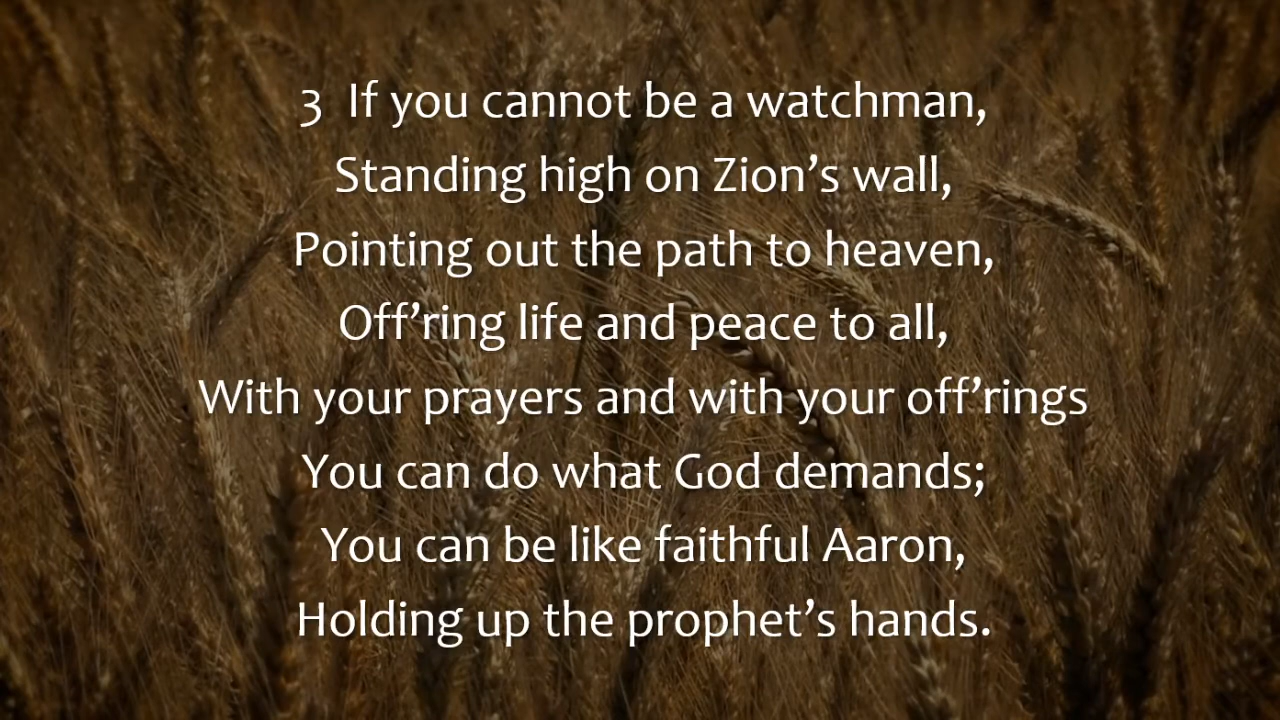 3 If you cannot be a watchman,
Standing high on Zion’s wall,
Pointing out the path to heaven,
Off’ring life and peace to all,
With your prayers and with your off’rings
You can do what God demands;
You can be like faithful Aaron,
Holding up the prophet’s hands.